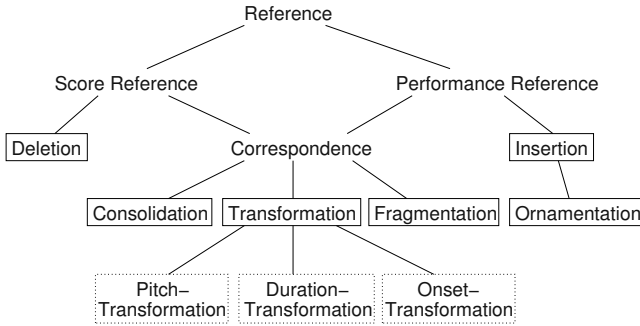 Reference
Score Reference
Performance Reference
Deletion
Correspondence
Insertion
Consolidation
Transformation
Fragmentation
Ornamentation
Pitch−
Transformation
Duration−
Transformation
Onset−
Transformation